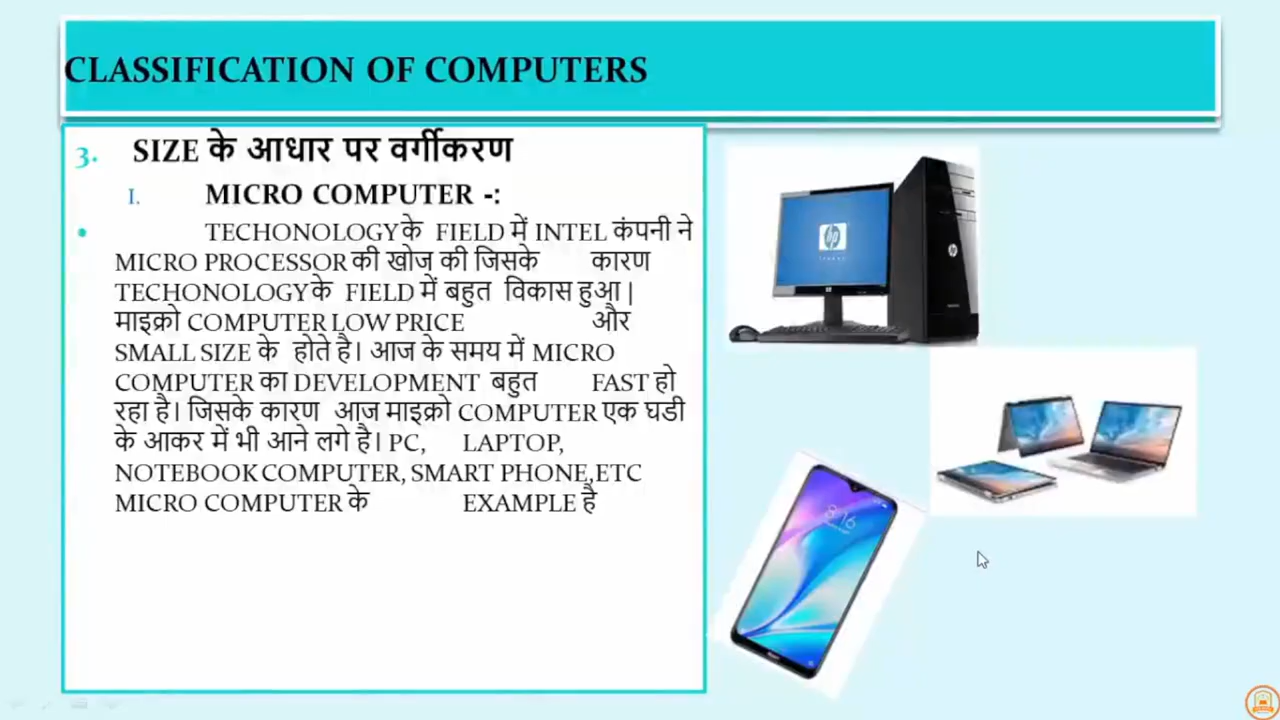 CLASSIFICATION OF COMPUTERS
3. SIZE के आधार पर वर्गीकरण
I. MICRO COMPUTER -:
• TECHONOLOGY के FIELD में INTEL कंपनी ने
MICRO PROCESSOR की खोज की जिसके कारण
TECHONOLOGY के FIELD में बहुत विकास हुआ |
माइक्रो COMPUTER LOW PRICE और
SMALL SIZE के होते है। आज के समय में MICRO
COMPUTER का DEVELOPMENT बहुत FAST हो
रहा है। जिसके कारण आज माइक्रो COMPUTER एक घडी
के आकर में भी आने लगे है। PC, LAPTOP,
NOTEBOOK COMPUTER, SMART PHONE,ETC
MICRO COMPUTER के EXAMPLE है
hp
8:16